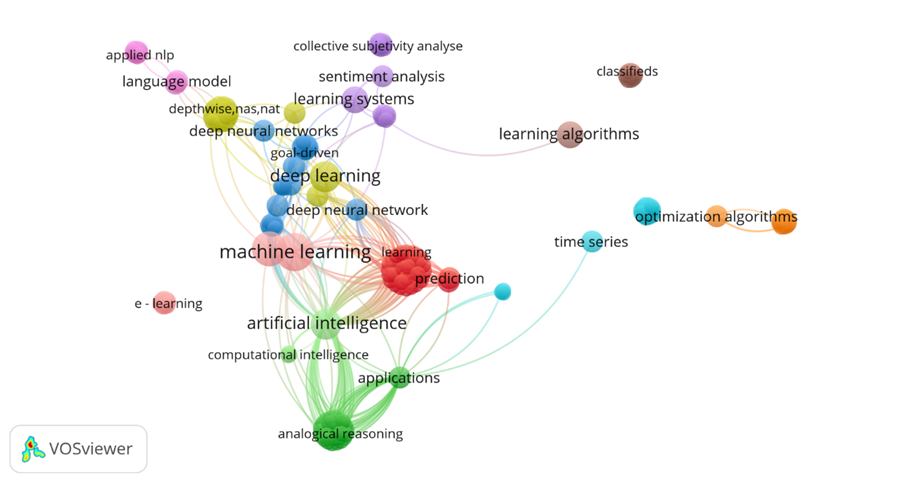 collective subjetivity analyse
applied nlp
classifieds
sentiment analysis
language model
learning systems
depthwise,nas,nat
deep neural networks
learning algorithms
goal-driven
deep learning
deep neural network
optimization algorithms
time series
machine learning
learning
prediction
e - learning
artificial intelligence
computational intelligence
applications
analogical reasoning
VOSviewer